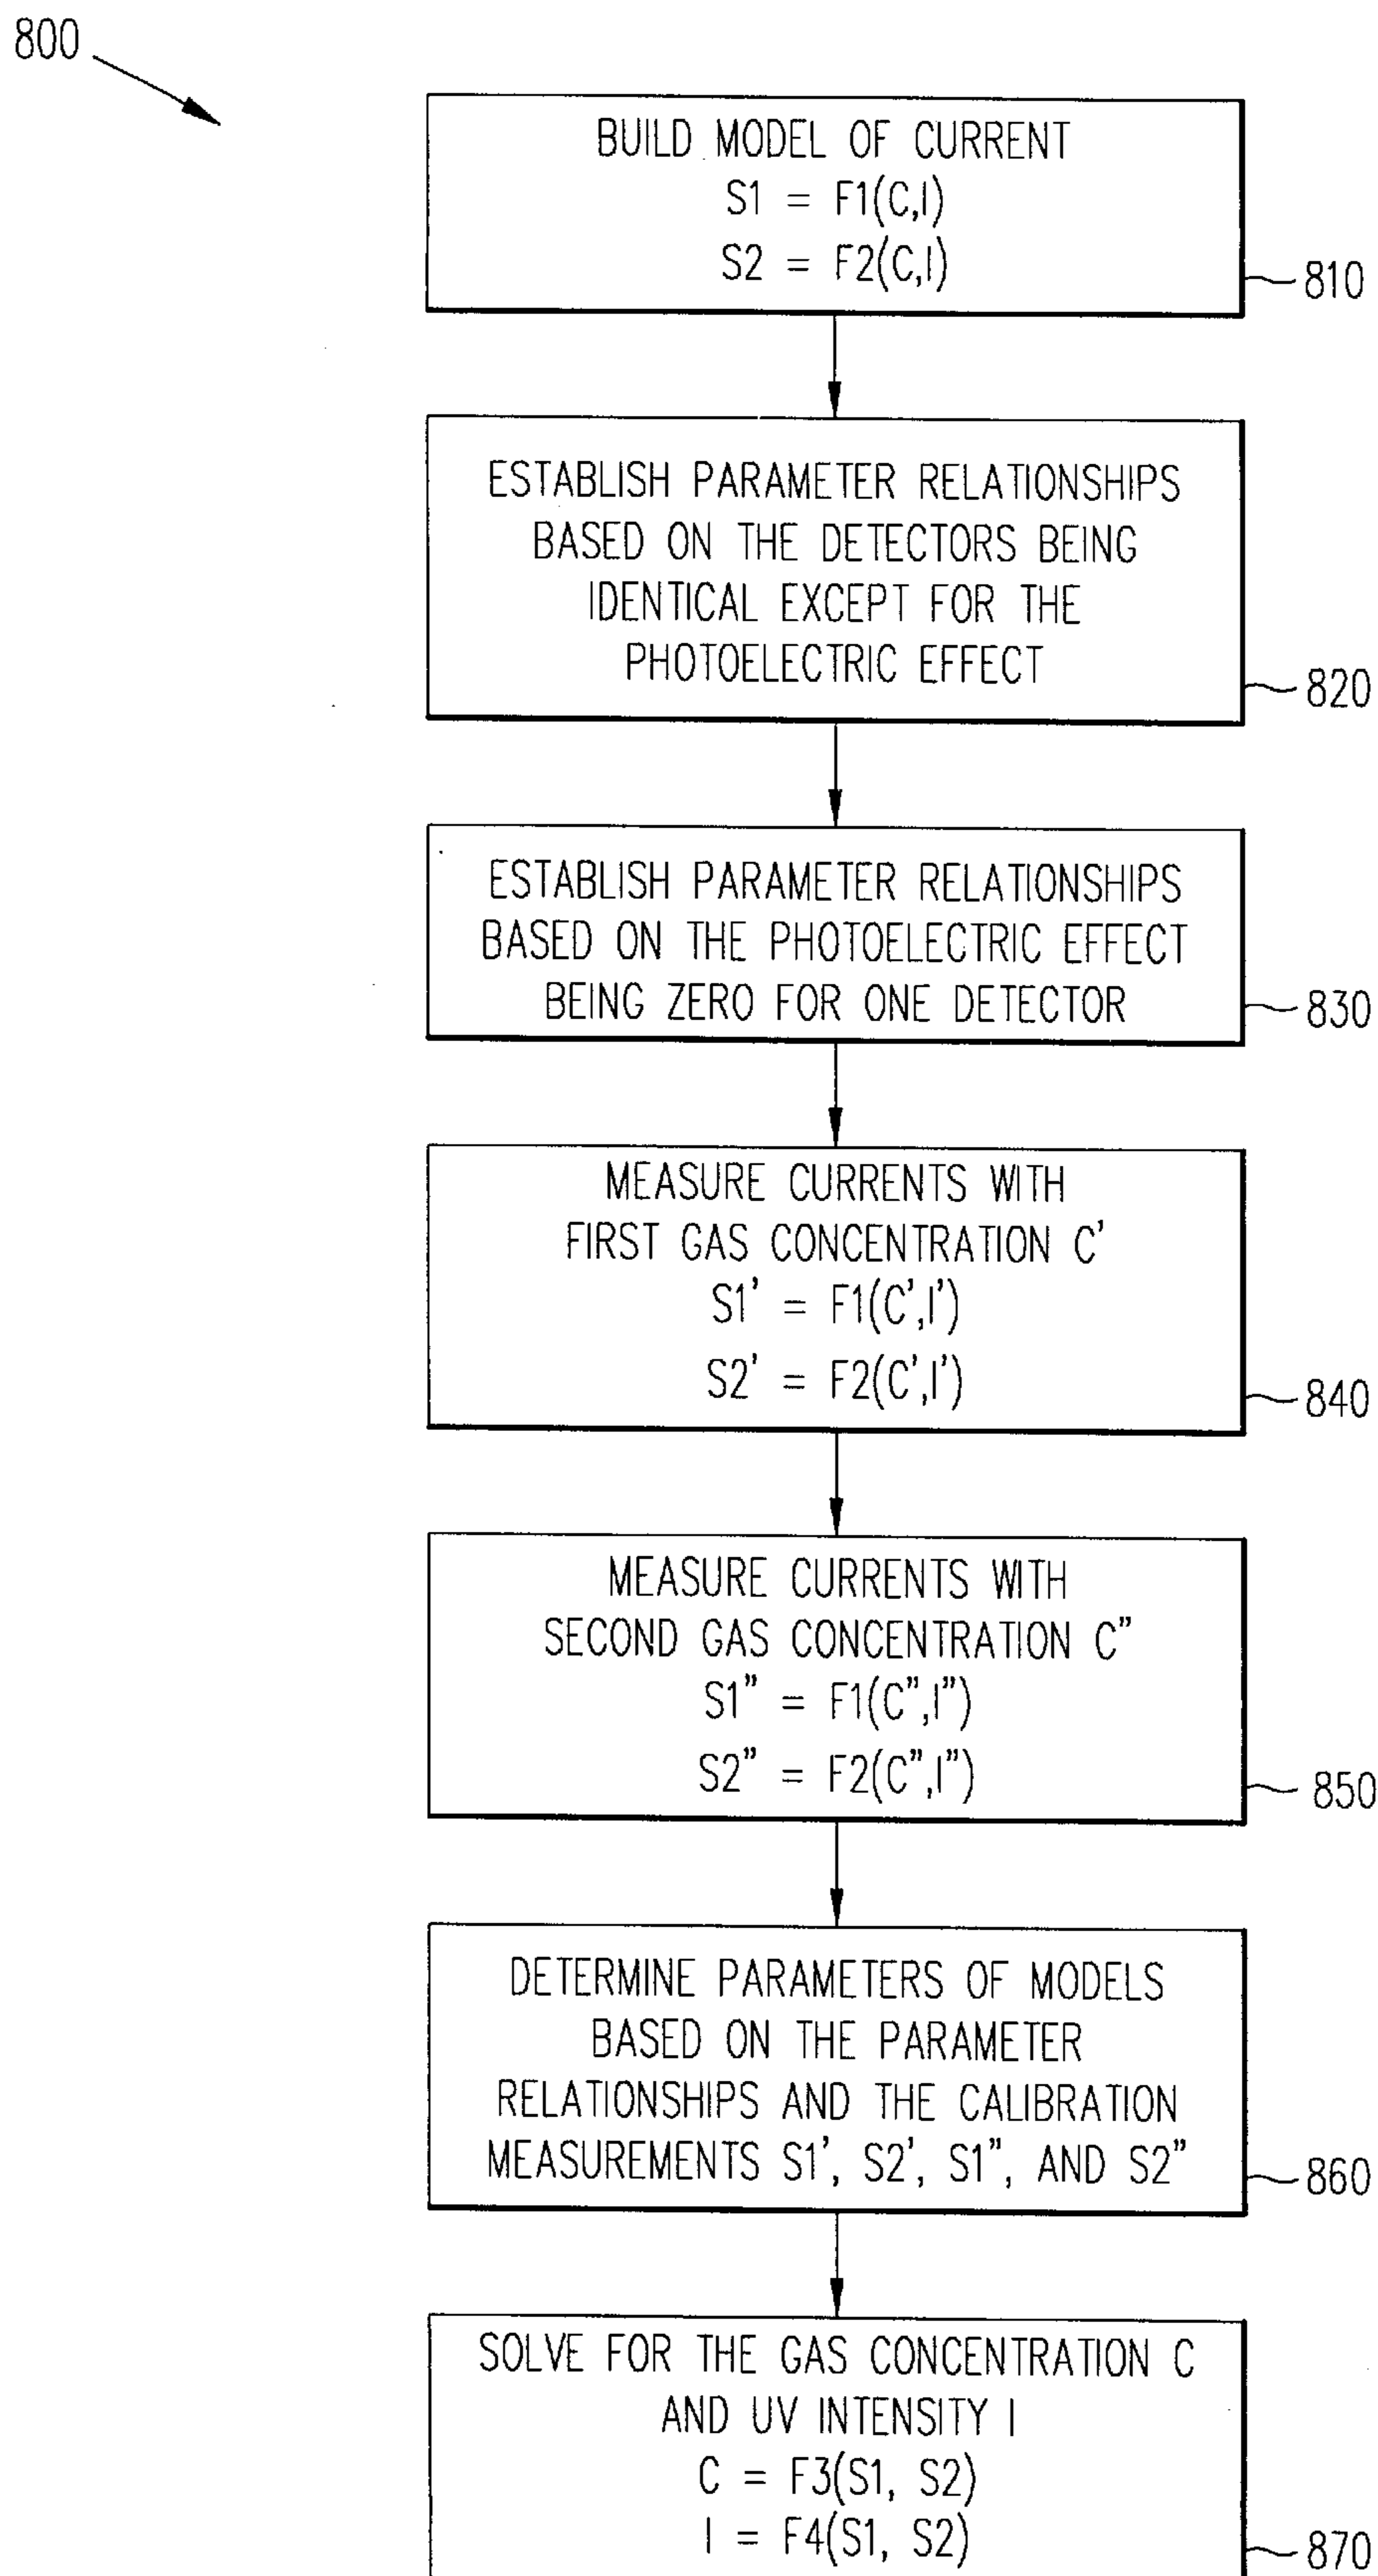 800
BUILD MODEL OF CURRENT
S1 = F1(C,I)
S2 = F2(C,I)
810
ESTABLISH PARAMETER RELATIONSHIPS
BASED ON THE DETECTORS BEING
IDENTICAL EXCEPT FOR THE
PHOTOELECTRIC EFFECT
820
ESTABLISH PARAMETER RELATIONSHIPS
BASED ON THE PHOTOELECTRIC EFFECT
BEING ZERO FOR ONE DETECTOR
830
MEASURE CURRENTS WITH
FIRST GAS CONCENTRATION C'
S1' = F1(C',I')
S2' = F2(C',I')
840
MEASURE CURRENTS WITH
SECOND GAS CONCENTRATION C"
S1" = F1(C",I")
S2" = F2(C",I")
850
DETERMINE PARAMETERS OF MODELS
BASED ON THE PARAMETER
RELATIONSHIPS AND THE CALIBRATION
MEASUREMENTS S1', S2', S1", AND S2"
860
SOLVE FOR THE GAS CONCENTRATION C
AND UV INTENSITY I
C = F3(S1, S2)
I = F4(S1, S2)
870